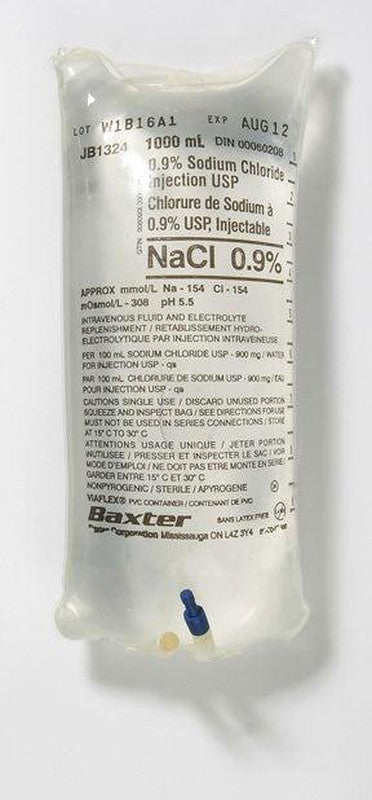 LOT W1B16A1 EXP AUG12
JB1324 1000 mL DIN 00060208
0.9% Sodium Chloride
Injection USP
Chlorure de Sodium à
0.9% USP, Injectable
NaCl 0.9%
APPROX mmol/L Na - 154 Cl - 154
mOsmol/L - 308 pH 5.5
INTRAVENOUS FLUID AND ELECTROLYTE
REPLENISHMENT / RETABLISSEMENT HYDRO-
ELECTROLYTIQUE PAR INJECTION INTRAVEINEUSE
PER 100 mL SODIUM CHLORIDE USP - 900 mg / WATER
FOR INJECTION USP - qs
PAR 100 mL CHLORURE DE SODIUM USP - 900 mg / EAU
POUR INJECTION USP - qs
CAUTIONS SINGLE USE / DISCARD UNUSED PORTION
SQUEEZE AND INSPECT BAG / SEE DIRECTIONS FOR USE
MUST NOT BE USED IN SERIES CONNECTIONS / STORE
AT 15° C TO 30° C
ATTENTIONS USAGE UNIQUE / JETER PORTION
INUTILISEE / PRESSER ET INSPECTER LE SAC / VOIR
MODE D'EMPLOI / NE DOIT PAS ETRE MONTE EN SERIE
GARDER ENTRE 15° C ET 30° C
NONPYROGENIC / STERILE / APYROGENE
VIAFLEX® PVC CONTAINER / CONTENANT DE PVC
Baxter SANS LATEX FREE
Corporation Mississauga ON L4Z 3Y4